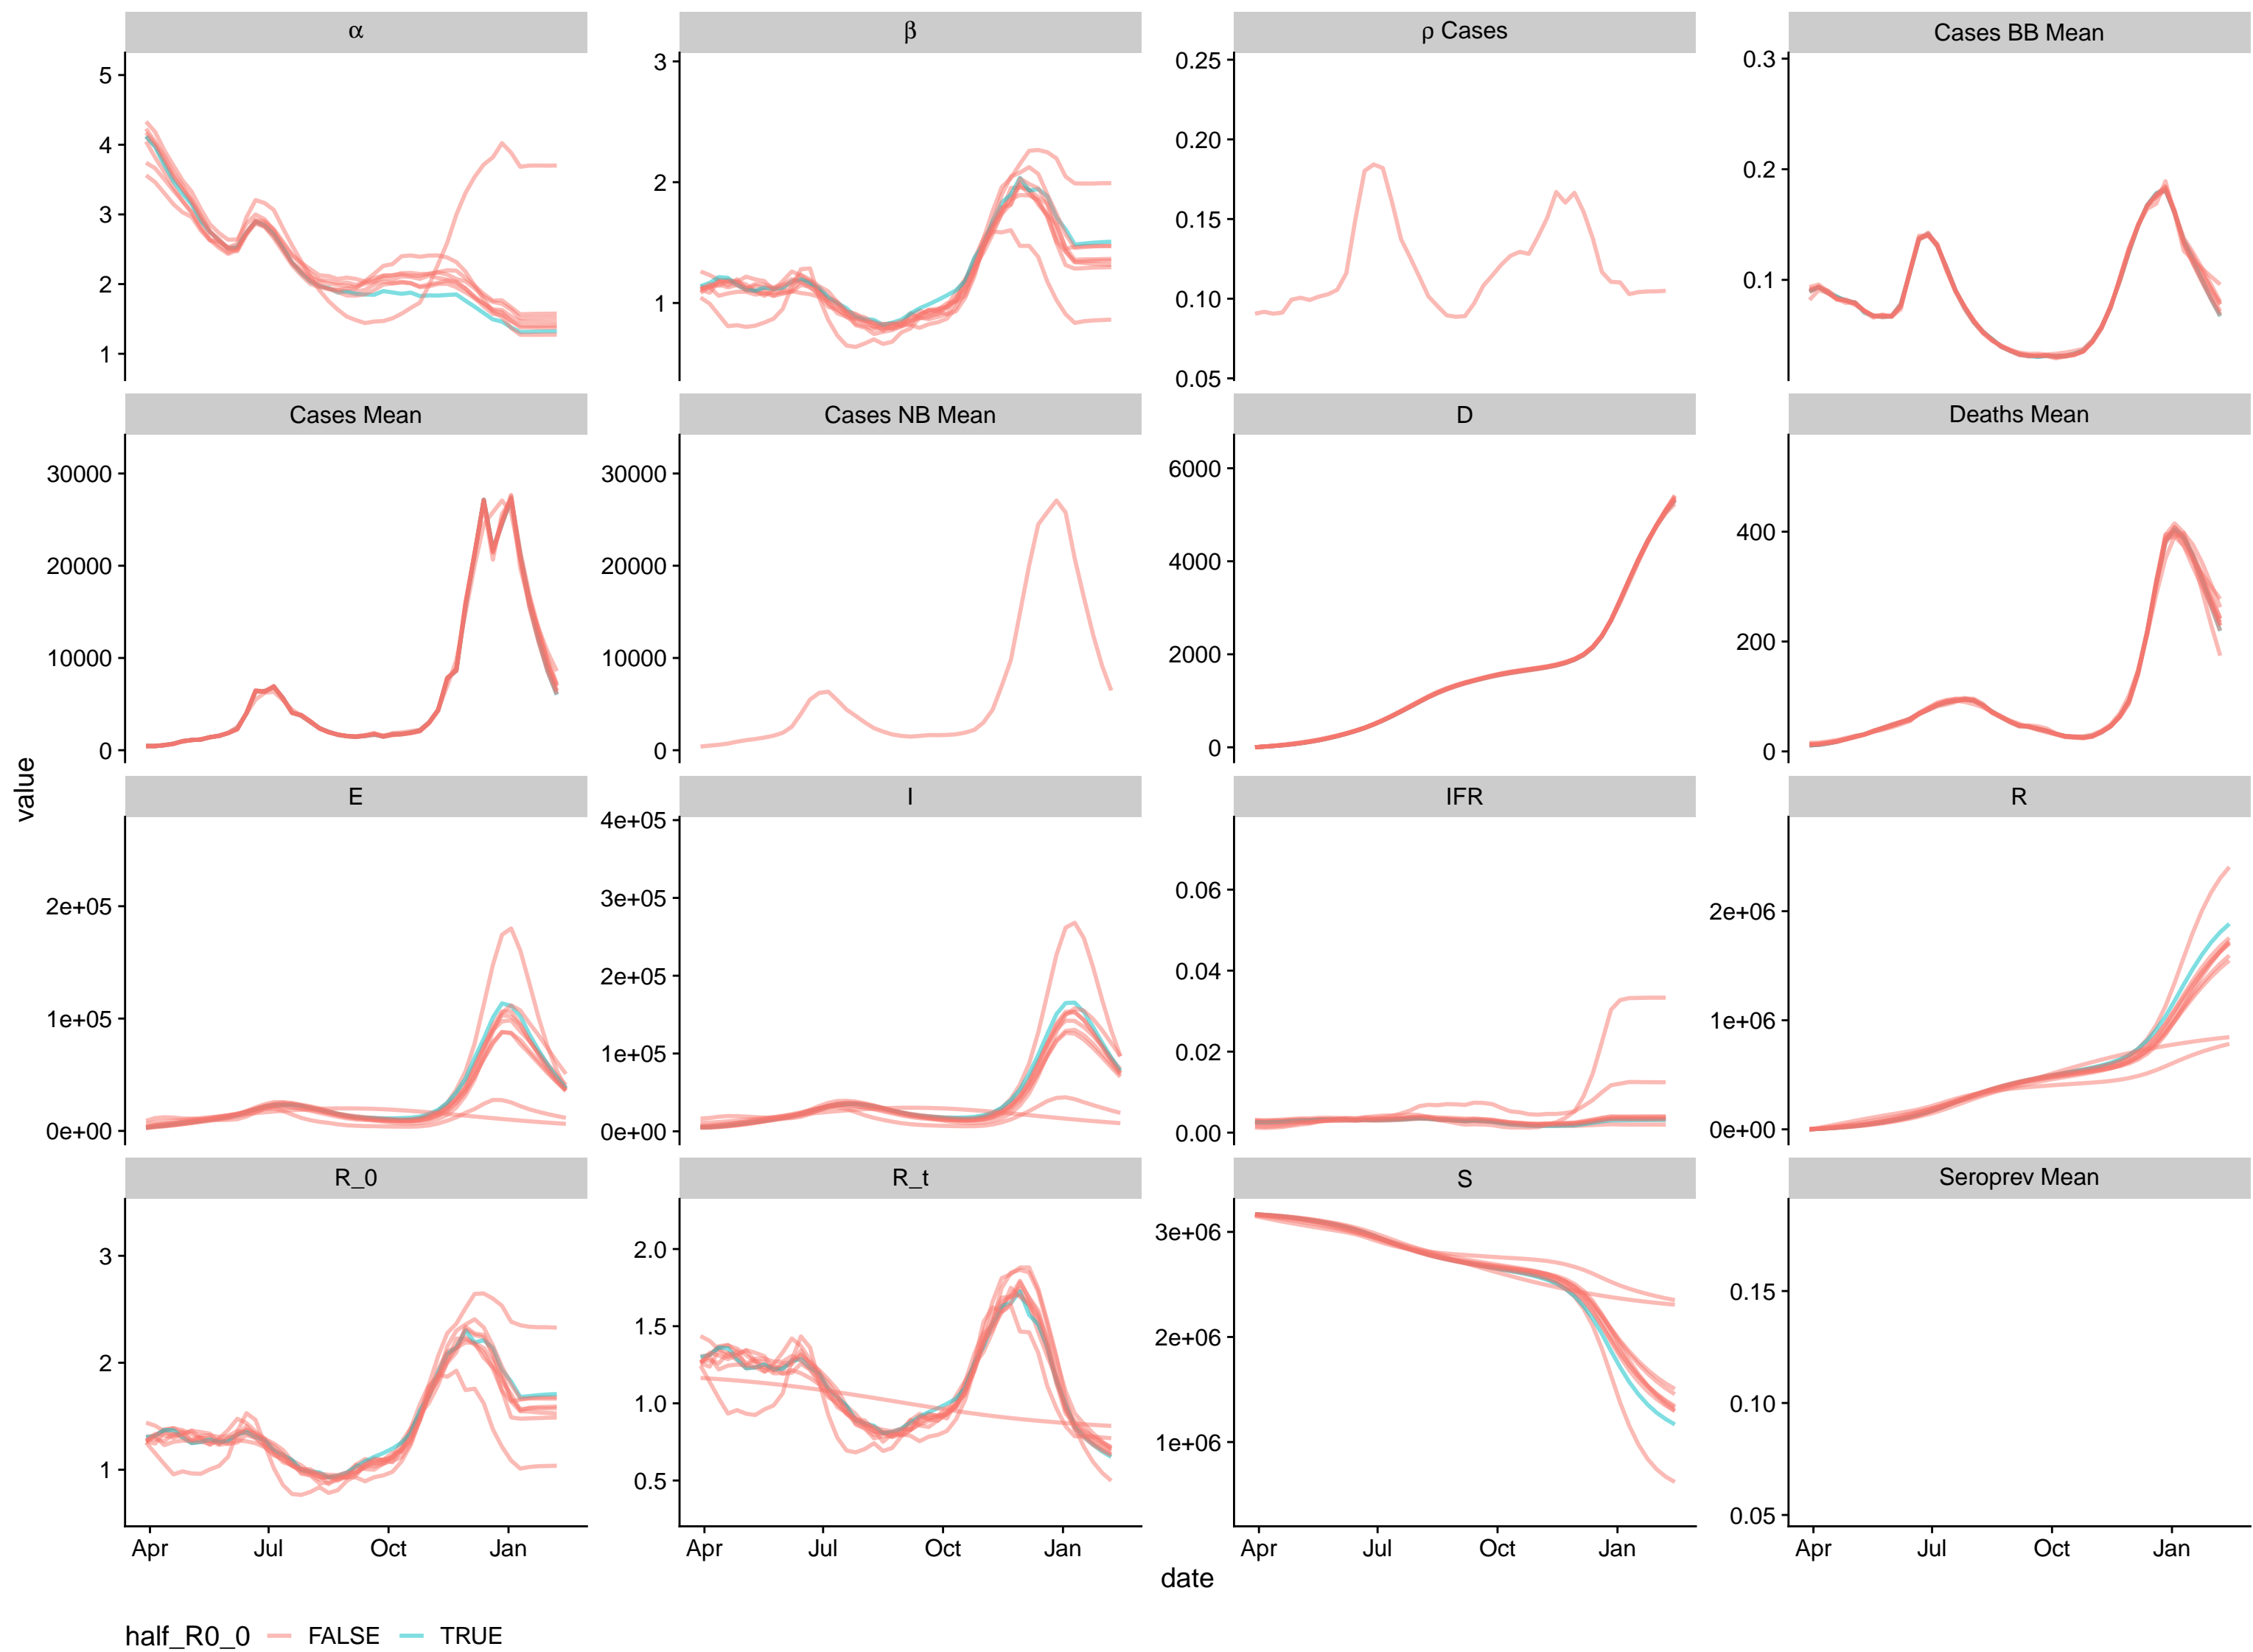 α β ρ Cases Cases BB Mean
5 4 3 2 1
3 2 1
0.25 0.20 0.15 0.10 0.05
0.3 0.2 0.1
Cases Mean Cases NB Mean D Deaths Mean
30000 20000 10000 0
30000 20000 10000 0
6000 4000 2000 0
400 200 0
value
E I IFR R
2e+05 1e+05 0e+00
4e+05 3e+05 2e+05 1e+05 0e+00
0.06 0.04 0.02 0.00
2e+06 1e+06 0e+00
R_0 R_t S Seroprev Mean
3 2 1
2.0 1.5 1.0 0.5
3e+06 2e+06 1e+06
0.15 0.10 0.05
Apr Jul Oct Jan Apr Jul Oct Jan Apr Jul Oct Jan Apr Jul Oct Jan
date
half_R0_0 FALSE TRUE